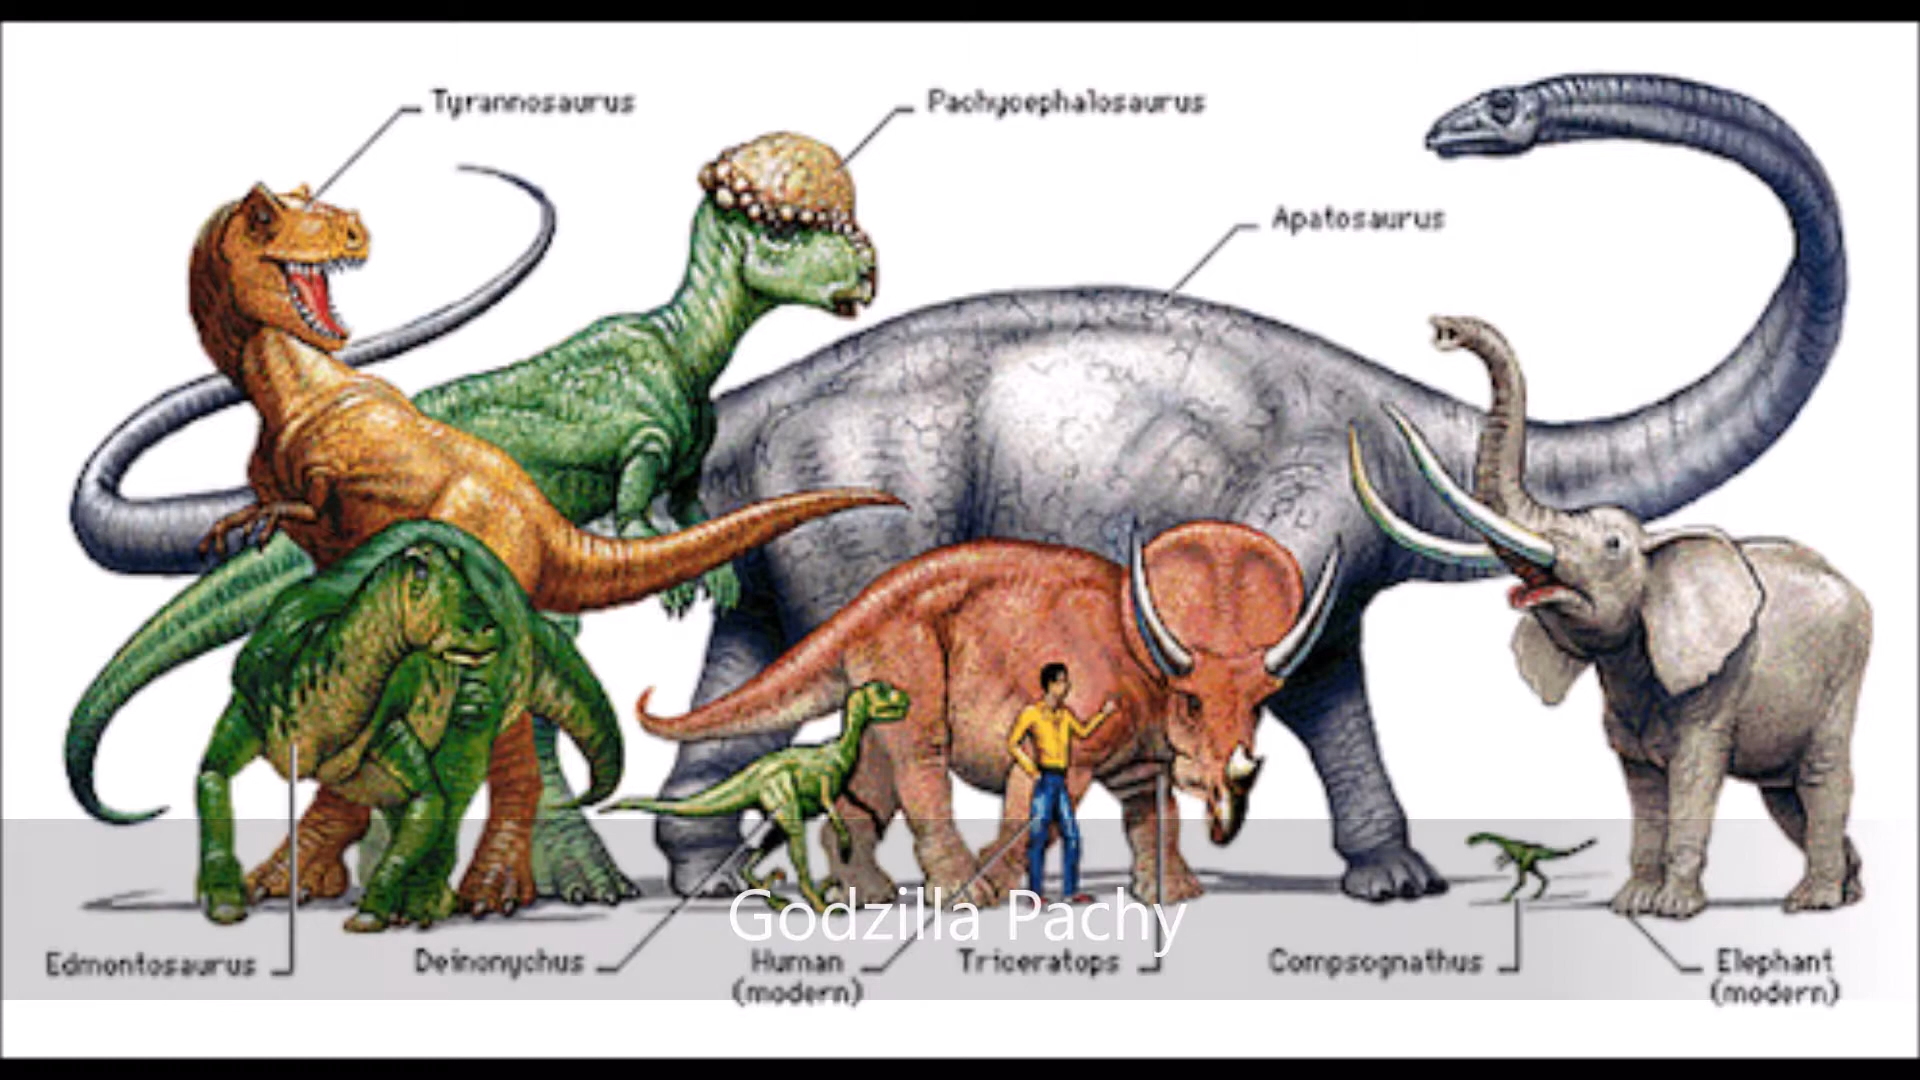 Tyrannosaurus
Pachycephalosaurus
Apatosaurus
Godzilla Pachy
Edmontosaurus
Deinonychus
Human
(modern)
Triceratops
Compsognathus
Elephant
(modern)